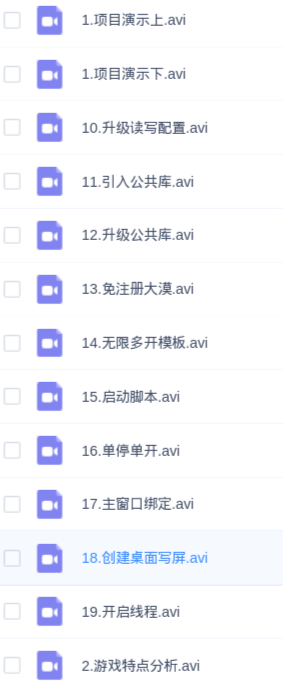 1.项目演示上.avi
1.项目演示下.avi
10.升级读写配置.avi
11.引入公共库.avi
12.升级公共库.avi
13.免注册大漠.avi
14.无限多开模板.avi
15.启动脚本.avi
16.单停单开.avi
17.主窗口绑定.avi
18.创建桌面写屏.avi
19.开启线程.avi
2.游戏特点分析.avi